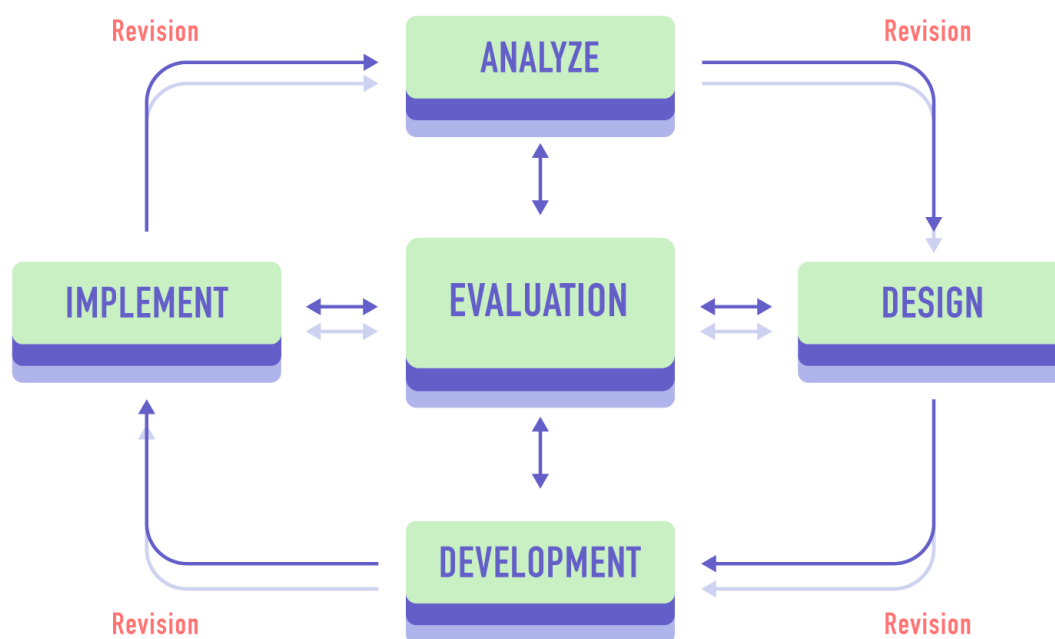 Revision
Revision
ANALYZE
IMPLEMENT
EVALUATION
DESIGN
DEVELOPMENT
Revision
Revision